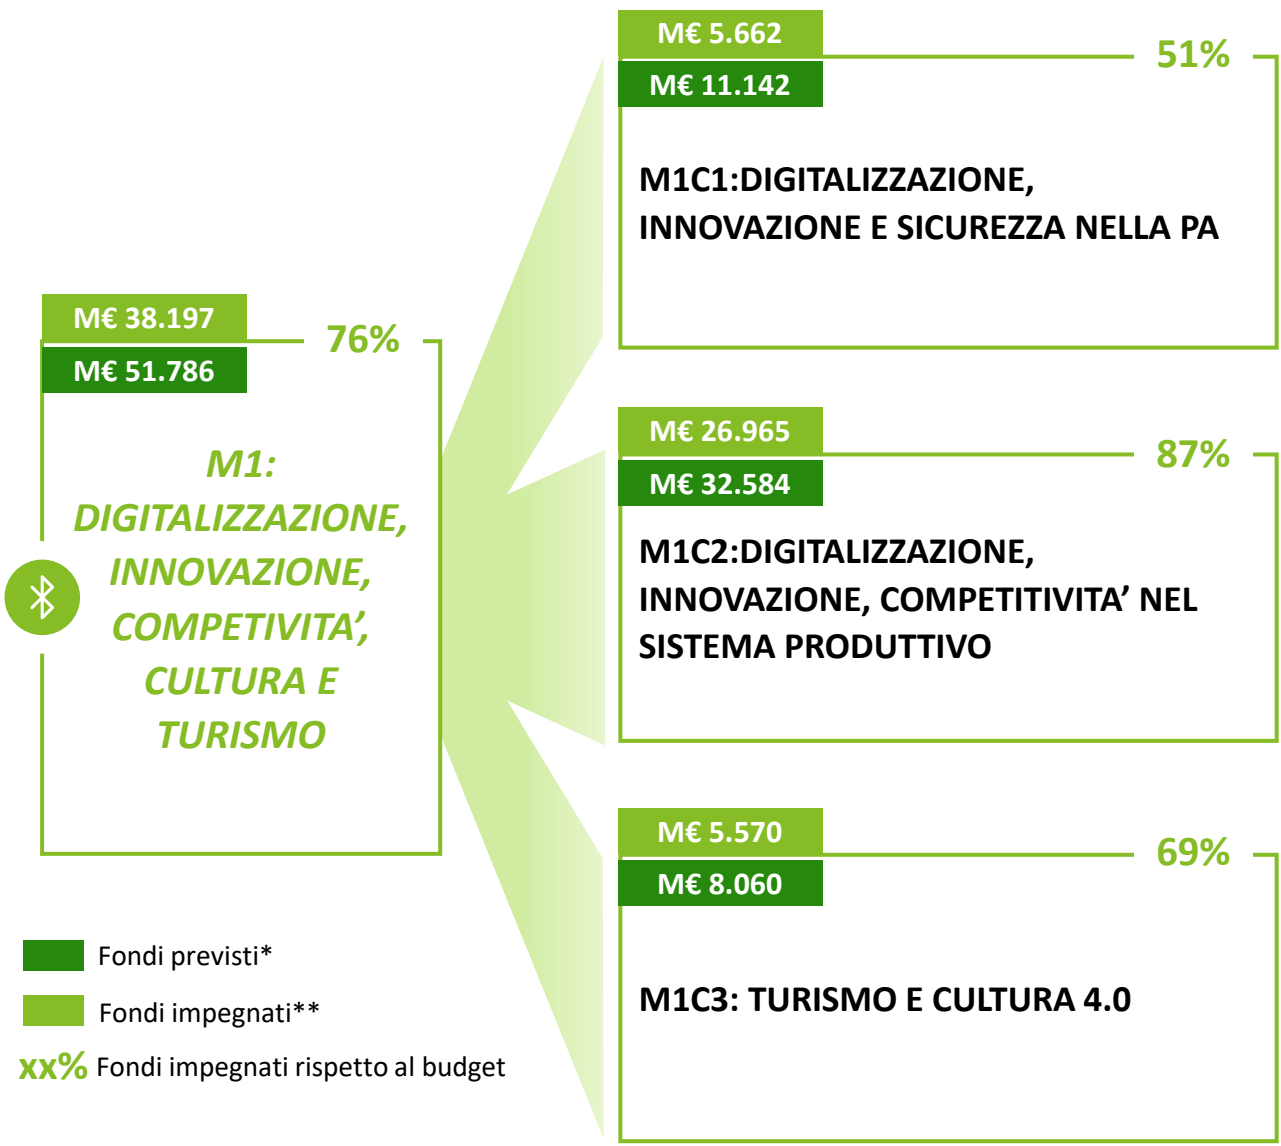 M€ 38.197
76%
M€ 51.786
M1:
DIGITALIZZAZIONE,
INNOVAZIONE,
COMPETIVITA’,
CULTURA E
TURISMO
M€ 5.662
51%
M€ 11.142
M1C1:DIGITALIZZAZIONE,
INNOVAZIONE E SICUREZZA NELLA PA
M€ 26.965
87%
M€ 32.584
M1C2:DIGITALIZZAZIONE,
INNOVAZIONE, COMPETITIVITA’ NEL
SISTEMA PRODUTTIVO
M€ 5.570
69%
M€ 8.060
M1C3: TURISMO E CULTURA 4.0
Fondi previsti*
Fondi impegnati**
xx% Fondi impegnati rispetto al budget